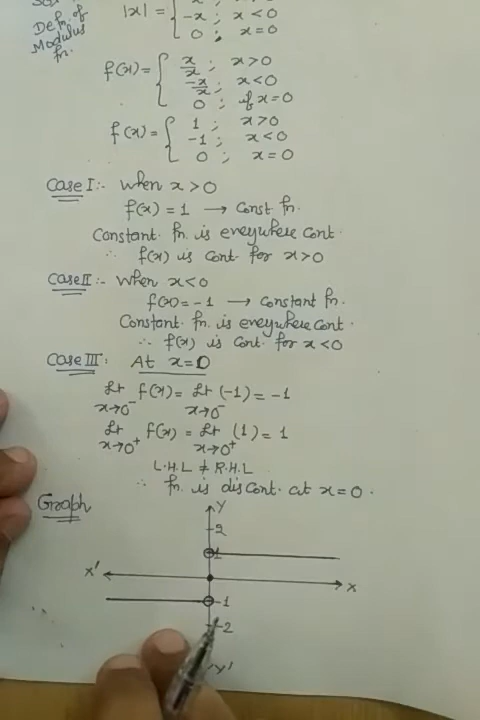 Defn. of
Modulus
fn.
|x| = { -x ; x < 0
0 ; x = 0
f(x) = { x/x ; x > 0
-x/x ; x < 0
0 ; if x = 0
f(x) = { 1 ; x > 0
-1 ; x < 0
0 ; x = 0
Case I :- When x > 0
f(x) = 1 → Const fn.
Constant. fn. is everywhere Cont.
∴ f(x) is Cont. for x > 0
Case II :- When x < 0
f(x) = -1 → Constant fn.
Constant. fn. is everywhere Cont.
∴ f(x) is Cont. for x < 0
Case III : At x = 0
Lt x→0⁻ f(x) = Lt x→0⁻ (-1) = -1
Lt x→0⁺ f(x) = Lt x→0⁺ (1) = 1
L.H.L ≠ R.H.L
∴ fn. is discont. at x = 0.
Graph
Y
2
1
X'
X
-1
-2
Y'